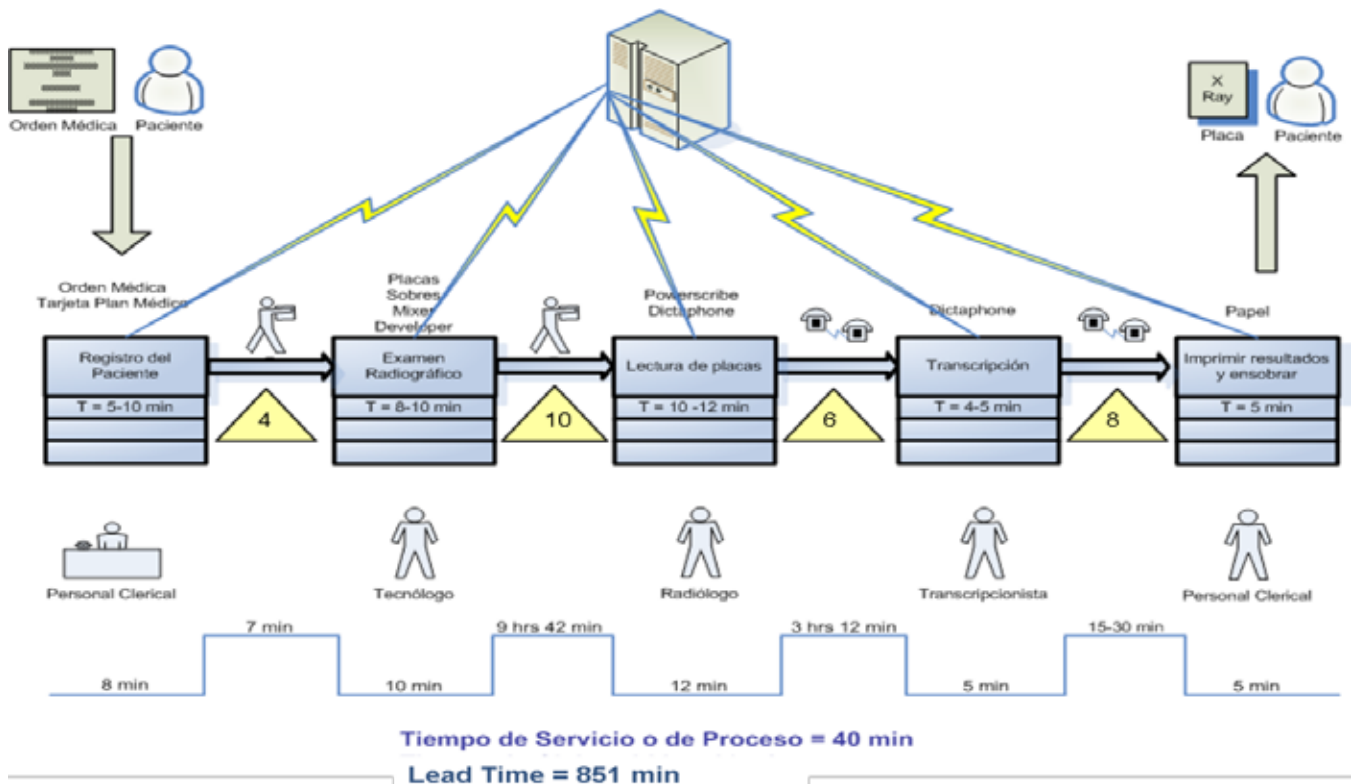 Orden Médica
Paciente
X
Ray
Placa
Paciente
Orden Médica
Tarjeta Plan Médico
Placas
Sobres
Mixer
Developer
Powerscribe
Dictaphone
Dictaphone
Papel
Registro del
Paciente
T = 5-10 min
4
Examen
Radiográfico
T = 8-10 min
10
Lectura de placas
T = 10 -12 min
6
Transcripción
T = 4-5 min
8
Imprimir resultados
y ensobrar
T = 5 min
Personal Clerical
Tecnólogo
Radiólogo
Transcripcionista
Personal Clerical
7 min
9 hrs 42 min
3 hrs 12 min
15-30 min
8 min
10 min
12 min
5 min
5 min
Tiempo de Servicio o de Proceso = 40 min
Lead Time = 851 min